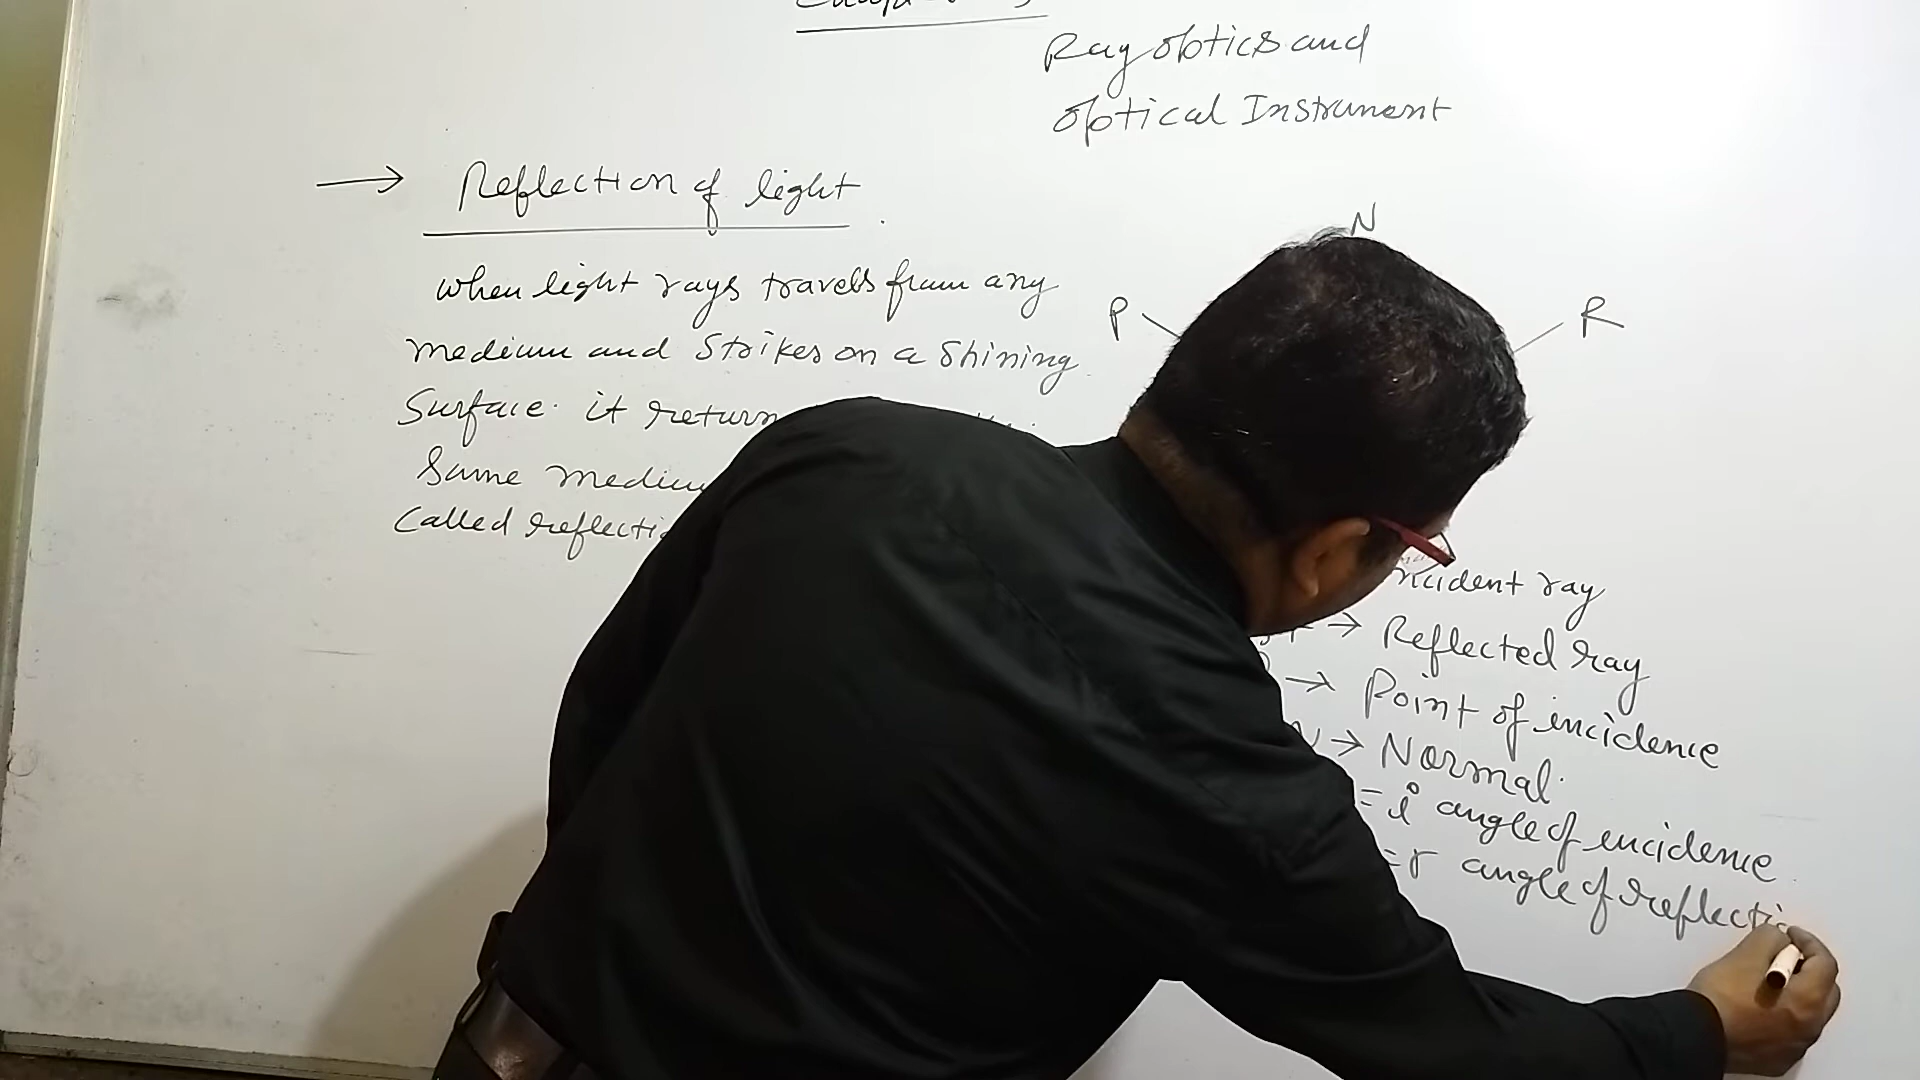 Ray optics and
optical Instrument
→ Reflection of light
when light rays travels from any
medium and Strikes on a Shining
Surface. it return
Same medium
Called reflecti
N
P
R
incident ray
→ Reflected ray
→ Point of incidence
N → Normal.
= i angle of incidence
= r angle of reflecti